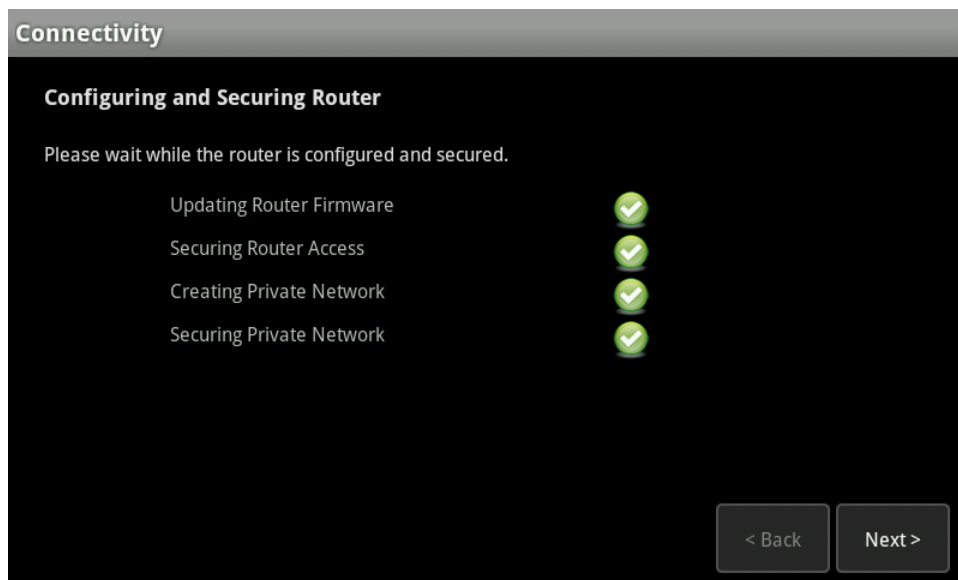 Connectivity
Configuring and Securing Router
Please wait while the router is configured and secured.
Updating Router Firmware
Securing Router Access
Creating Private Network
Securing Private Network
< Back Next >